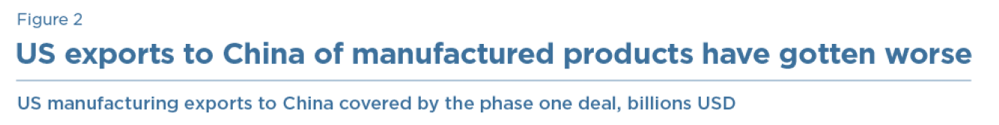 Figure 2
US exports to China of manufactured products have gotten worse
US manufacturing exports to China covered by the phase one deal, billions USD